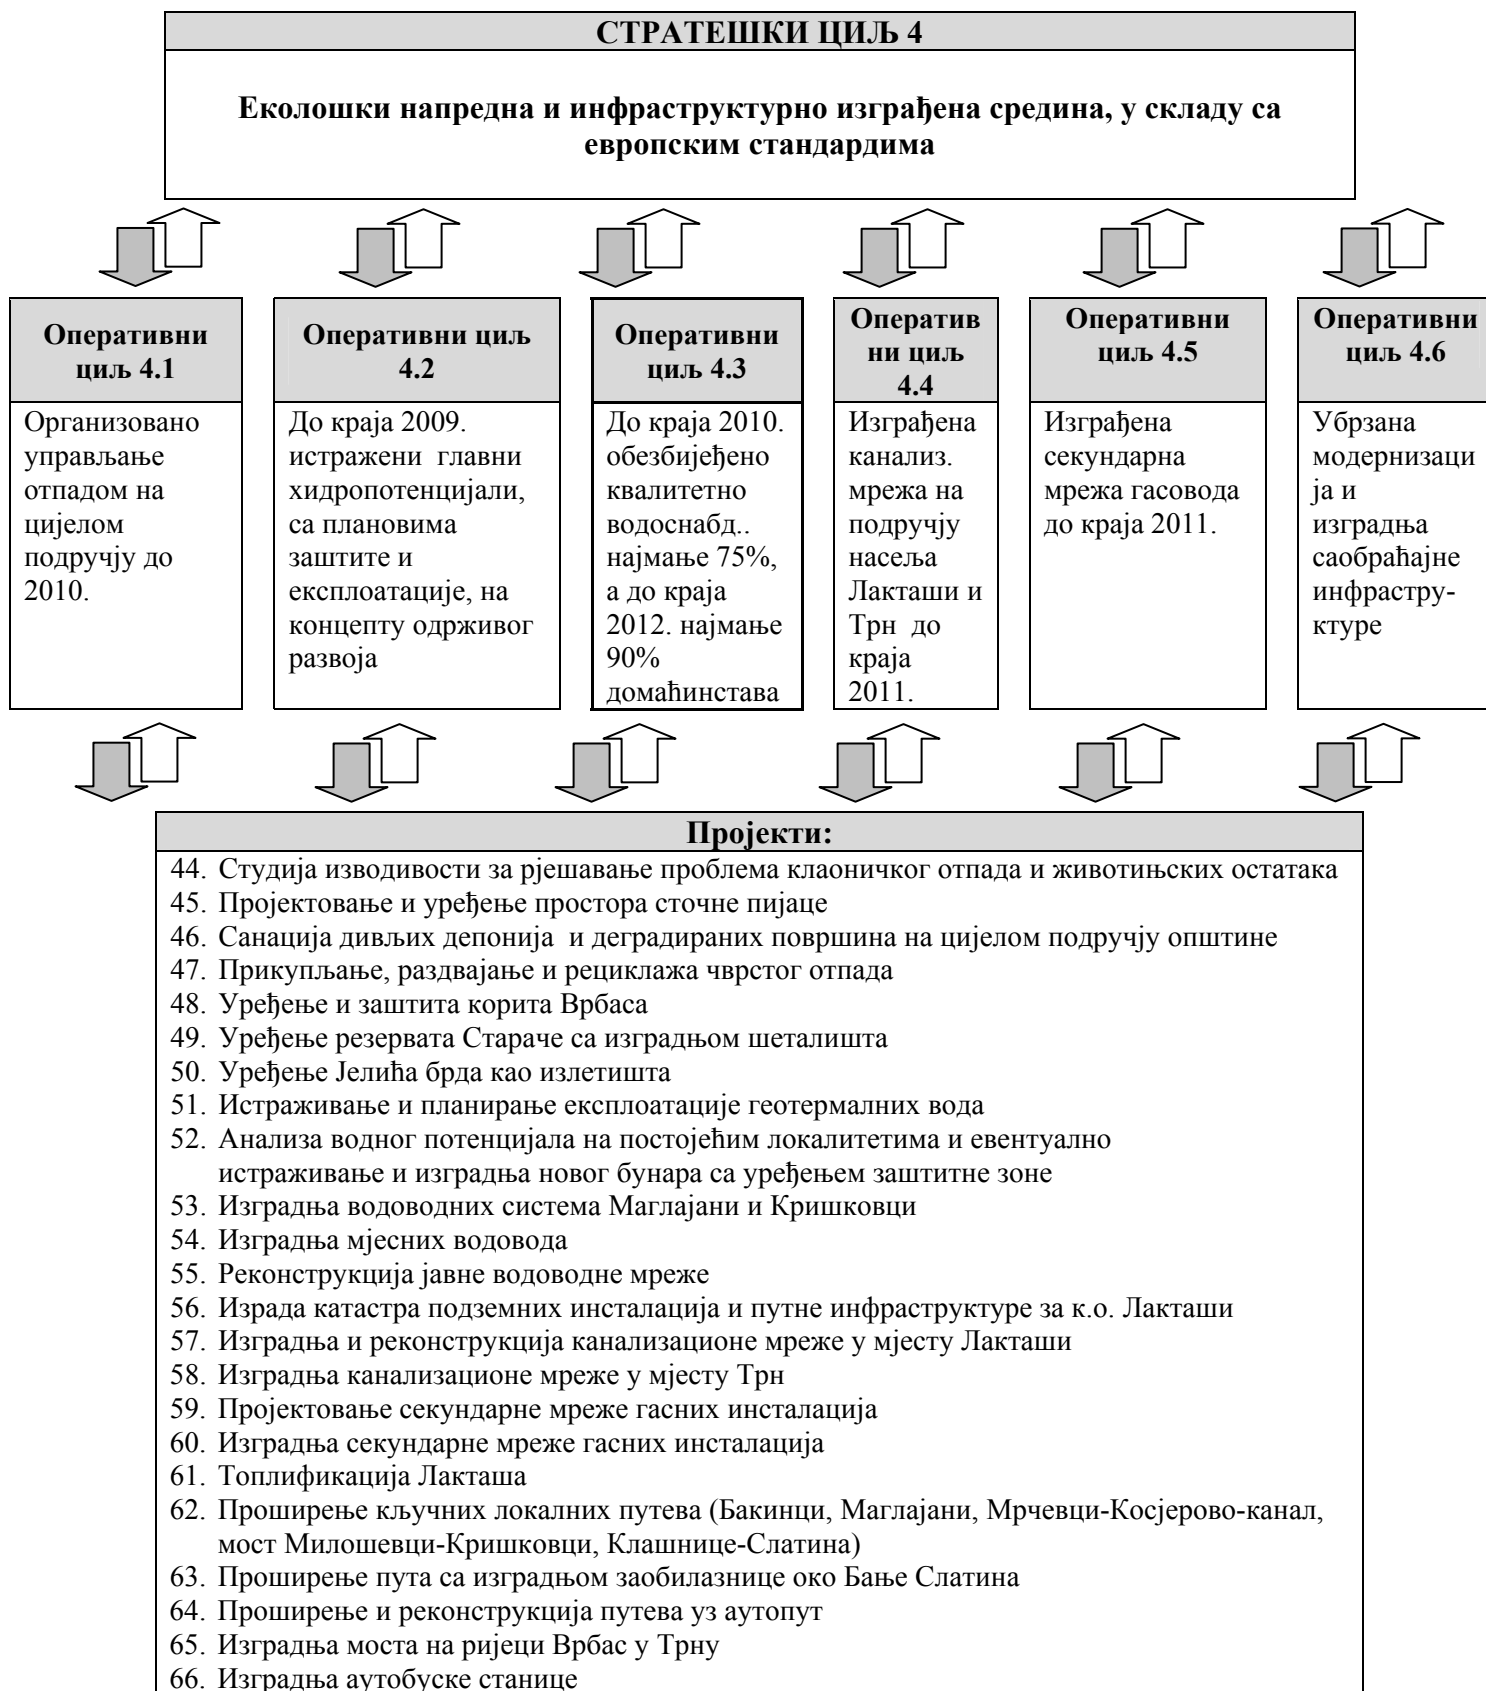 СТРАТЕШКИ ЦИЉ 4
Еколошки напредна и инфраструктурно изграђена средина, у складу са
европским стандардима
Оперативни
циљ 4.1
Организовано
управљање
отпадом на
цијелом
подручју до
2010.
Оперативни циљ
4.2
До краја 2009.
истражени главни
хидропотенцијали,
са плановима
заштите и
експлоатације, на
концепту одрживог
развоја
Оперативни
циљ 4.3
До краја 2010.
обезбијеђено
квалитетно
водоснабд..
најмање 75%,
а до краја
2012. најмање
90%
домаћинстава
Оператив
ни циљ
4.4
Изграђена
канализ.
мрежа на
подручју
насеља
Лакташи и
Трн до
краја
2011.
Оперативни
циљ 4.5
Изграђена
секундарна
мрежа гасовода
до краја 2011.
Оперативни
циљ 4.6
Убрзана
модернизаци
ја и
изградња
саобраћајне
инфрастру-
ктуре
Пројекти:
44. Студија изводивости за рјешавање проблема клаоничког отпада и животињских остатака
45. Пројектовање и уређење простора сточне пијаце
46. Санација дивљих депонија и деградираних површина на цијелом подручју општине
47. Прикупљање, раздвајање и рециклажа чврстог отпада
48. Уређење и заштита корита Врбаса
49. Уређење резервата Стараче са изградњом шеталишта
50. Уређење Јелића брда као излетишта
51. Истраживање и планирање експлоатације геотермалних вода
52. Анализа водног потенцијала на постојећим локалитетима и евентуално
истраживање и изградња новог бунара са уређењем заштитне зоне
53. Изградња водоводних система Маглајани и Кришковци
54. Изградња мјесних водовода
55. Реконструкција јавне водоводне мреже
56. Израда катастра подземних инсталација и путне инфраструктуре за к.о. Лакташи
57. Изградња и реконструкција канализационе мреже у мјесту Лакташи
58. Изградња канализационе мреже у мјесту Трн
59. Пројектовање секундарне мреже гасних инсталација
60. Изградња секундарне мреже гасних инсталација
61. Топлификација Лакташа
62. Проширење кључних локалних путева (Бакинци, Маглајани, Мрчевци-Косјерово-канал,
мост Милошевци-Кришковци, Клашнице-Слатина)
63. Проширење пута са изградњом заобилазнице око Бање Слатина
64. Проширење и реконструкција путева уз аутопут
65. Изградња моста на ријеци Врбас у Трну
66. Изградња аутобуске станице